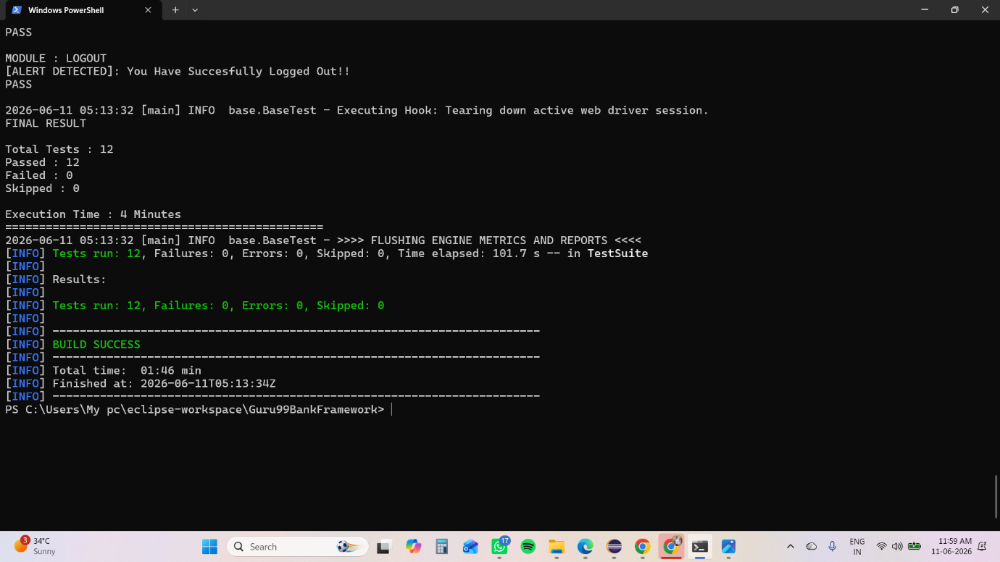 Windows PowerShell
PASS
MODULE : LOGOUT
[ALERT DETECTED]: You Have Succesfully Logged Out!!
PASS
2026-06-11 05:13:32 [main] INFO  base.BaseTest - Executing Hook: Tearing down active web driver session.
FINAL RESULT
Total Tests : 12
Passed : 12
Failed : 0
Skipped : 0
Execution Time : 4 Minutes
===============================================
2026-06-11 05:13:32 [main] INFO  base.BaseTest - >>>> FLUSHING ENGINE METRICS AND REPORTS <<<<
[INFO] Tests run: 12, Failures: 0, Errors: 0, Skipped: 0, Time elapsed: 101.7 s -- in TestSuite
[INFO]
[INFO] Results:
[INFO]
[INFO] Tests run: 12, Failures: 0, Errors: 0, Skipped: 0
[INFO]
[INFO] ------------------------------------------------------------------------
[INFO] BUILD SUCCESS
[INFO] ------------------------------------------------------------------------
[INFO] Total time:  01:46 min
[INFO] Finished at: 2026-06-11T05:13:34Z
[INFO] ------------------------------------------------------------------------
PS C:\Users\My pc\eclipse-workspace\Guru99BankFramework>
3
34°C
Sunny
Search
17
ENG
IN
11:59 AM
11-06-2026